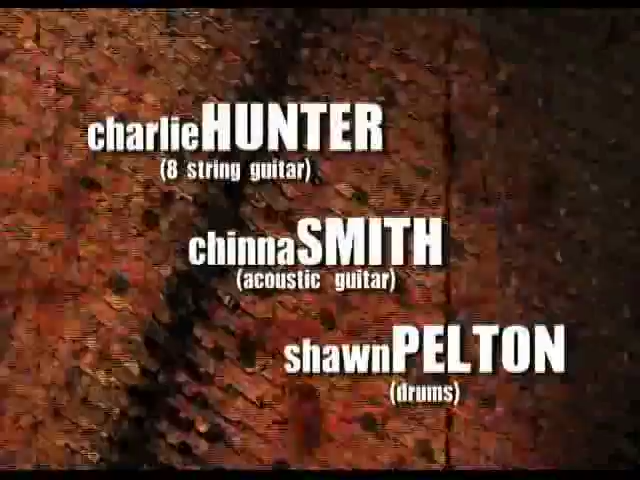 charlieHUNTER
(8 string guitar)
chinnaSMITH
(acoustic guitar)
shawnPELTON
(drums)